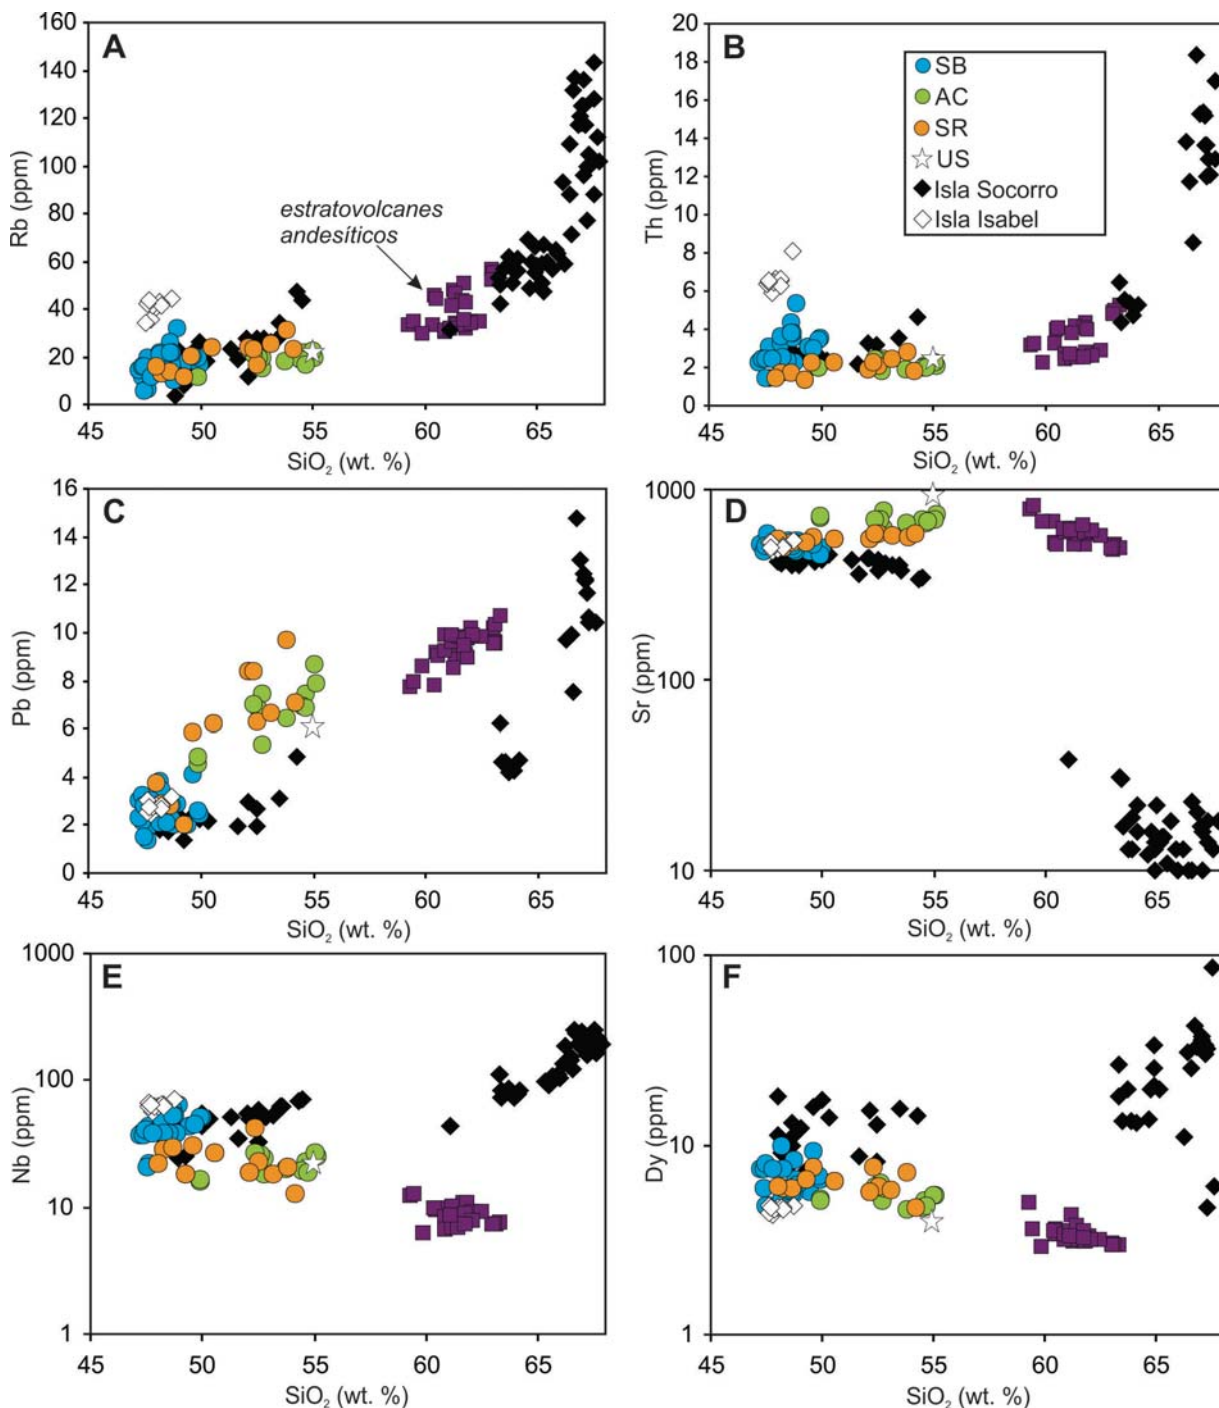 A
160
140
120
100
80
60
40
20
0
Rb (ppm)
estratovolcanes
andesíticos
45 50 55 60 65
SiO₂ (wt. %)
B
20
18
16
14
12
10
8
6
4
2
0
Th (ppm)
SB
AC
SR
US
Isla Socorro
Isla Isabel
45 50 55 60 65
SiO₂ (wt. %)
C
16
14
12
10
8
6
4
2
0
Pb (ppm)
45 50 55 60 65
SiO₂ (wt. %)
D
1000
100
10
Sr (ppm)
45 50 55 60 65
SiO₂ (wt. %)
E
1000
100
10
1
Nb (ppm)
45 50 55 60 65
SiO₂ (wt. %)
F
100
10
1
Dy (ppm)
45 50 55 60 65
SiO₂ (wt. %)